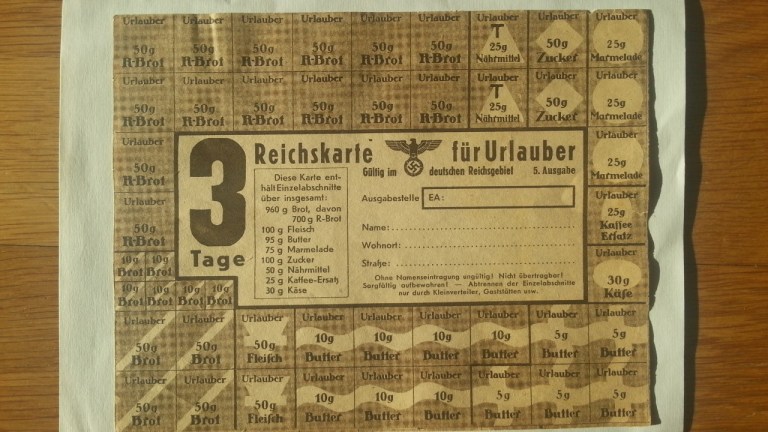 Urlauber Urlauber Urlauber Urlauber Urlauber Urlauber Urlauber Urlauber Urlauber
50g 50g 50g 50g 50g 50g T 25g 50g 25g
R-Brot R-Brot R-Brot R-Brot R-Brot R-Brot Nährmittel Zucker Marmelade
Urlauber Urlauber Urlauber Urlauber Urlauber Urlauber Urlauber Urlauber Urlauber
50g 50g 50g 50g 50g 50g T 25g 50g 25g
R-Brot R-Brot R-Brot R-Brot R-Brot R-Brot Nährmittel Zucker Marmelade
Urlauber
50g
R-Brot
Urlauber
50g
R-Brot
10g 10g
Brot Brot
10g 10g 10g 10g
Brot Brot Brot Brot
3
Tage
Reichskarte für Urlauber
Gültig im deutschen Reichsgebiet 5. Ausgabe
Diese Karte ent-
hält Einzelabschnitte
über insgesamt:
960 g Brot, davon
700 g R-Brot
100 g Fleisch
95 g Butter
75 g Marmelade
100 g Zucker
50 g Nährmittel
25 g Kaffee-Ersatz
30 g Käse
Ausgabestelle EA:
Name:
Wohnort:
Straße:
Ohne Namenseintragung ungültig! Nicht übertragbar!
Sorgfältig aufbewahren! — Abtrennen der Einzelabschnitte
nur durch Kleinverteiler, Gaststätten usw.
Urlauber
25g
Marmelade
Urlauber
25g
Kaffee
Ersatz
Urlauber
30g
Käse
Urlauber Urlauber Urlauber Urlauber Urlauber Urlauber Urlauber Urlauber Urlauber
50g 50g 50g 10g 10g 10g 10g 5g 5g
Brot Brot Fleisch Butter Butter Butter Butter Butter Butter
Urlauber Urlauber Urlauber Urlauber Urlauber Urlauber Urlauber Urlauber Urlauber
50g 50g 50g 10g 10g 10g 5g 5g 5g
Brot Brot Fleisch Butter Butter Butter Butter Butter Butter